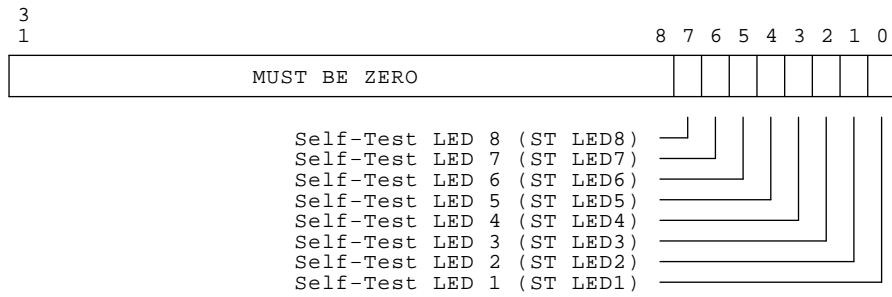 3
1 8 7 6 5 4 3 2 1 0
MUST BE ZERO
Self-Test LED 8 (ST LED8)
Self-Test LED 7 (ST LED7)
Self-Test LED 6 (ST LED6)
Self-Test LED 5 (ST LED5)
Self-Test LED 4 (ST LED4)
Self-Test LED 3 (ST LED3)
Self-Test LED 2 (ST LED2)
Self-Test LED 1 (ST LED1)